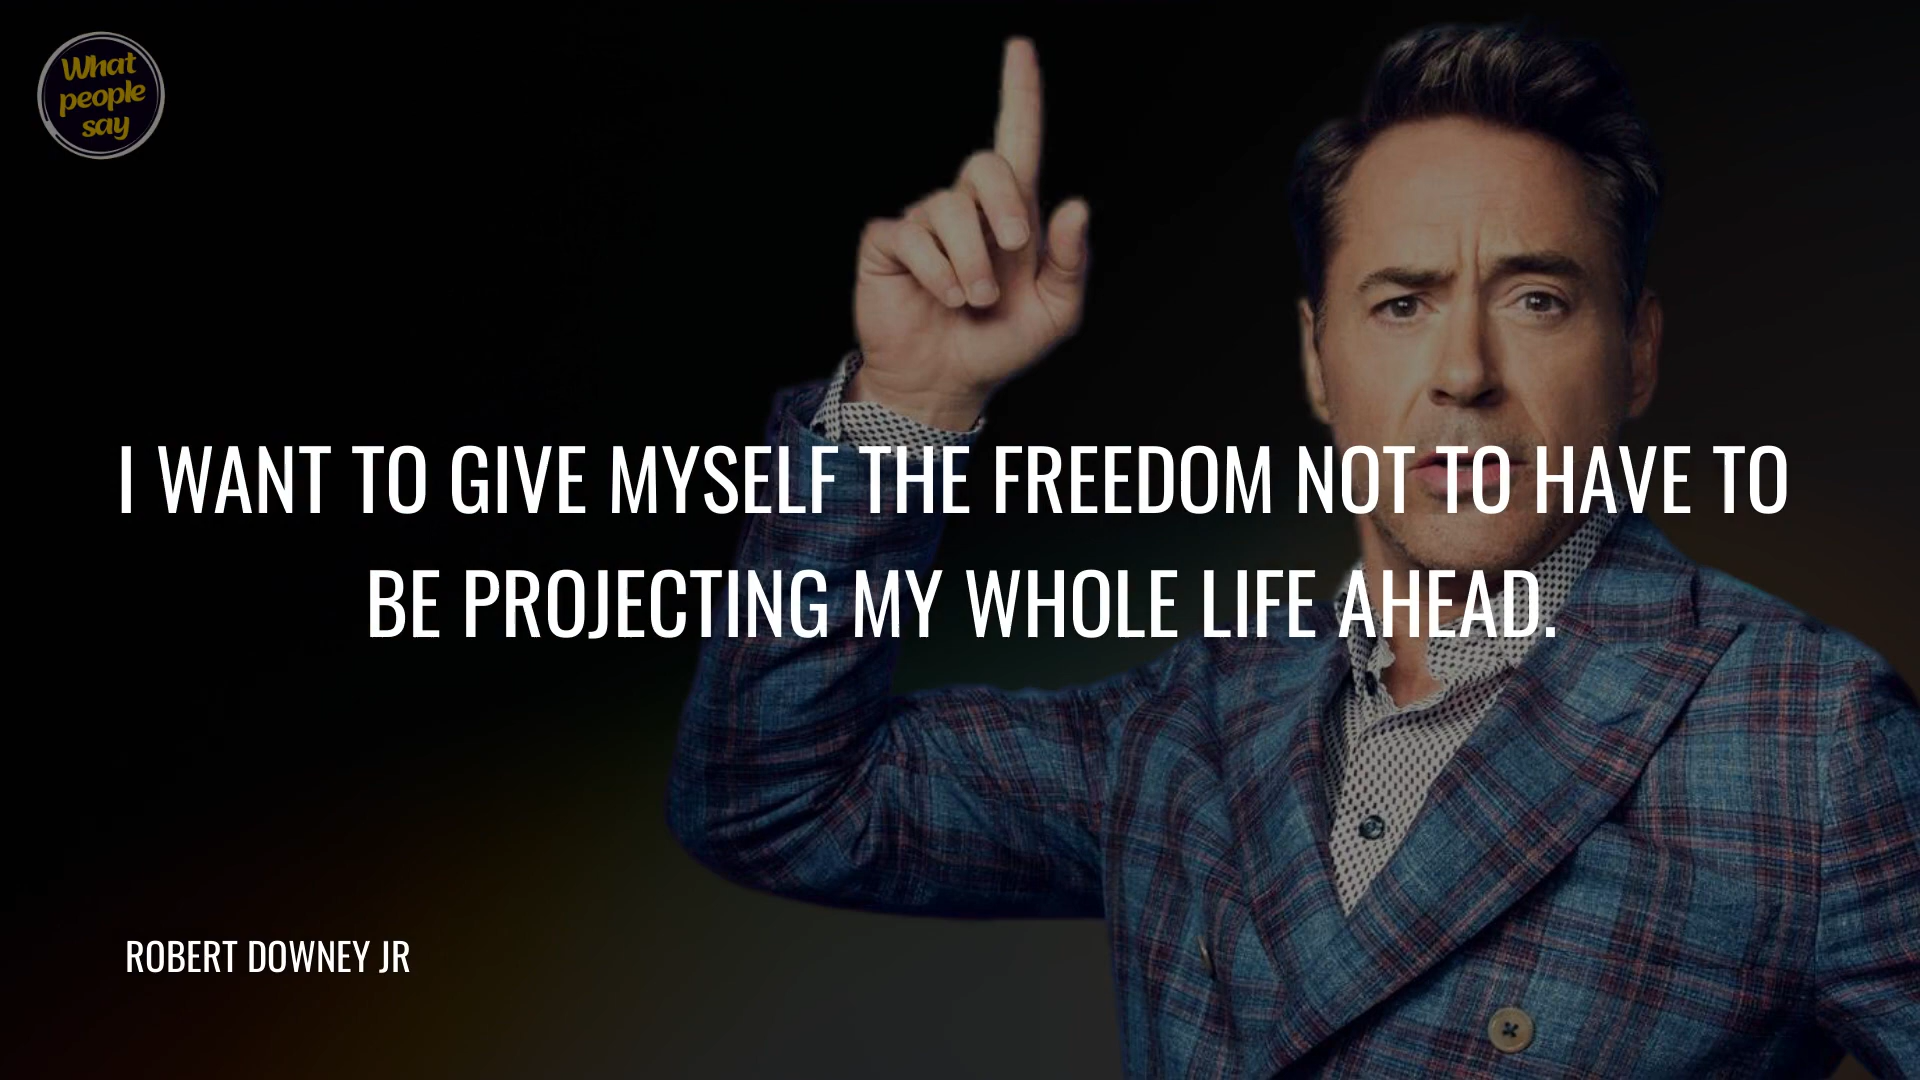 What
people
say
I WANT TO GIVE MYSELF THE FREEDOM NOT TO HAVE TO
BE PROJECTING MY WHOLE LIFE AHEAD.
ROBERT DOWNEY JR